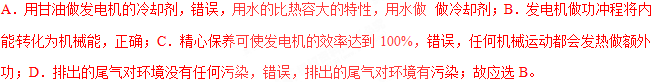 A．用甘油做发电机的冷却剂，错误，用水的比热容大的特性，用水做 做冷却剂；B．发电机做功冲程将内
能转化为机械能，正确；C．精心保养可使发电机的效率达到 100%，错误，任何机械运动都会发热做额外
功；D．排出的尾气对环境没有任何污染，错误，排出的尾气对环境有污染；故应选 B。